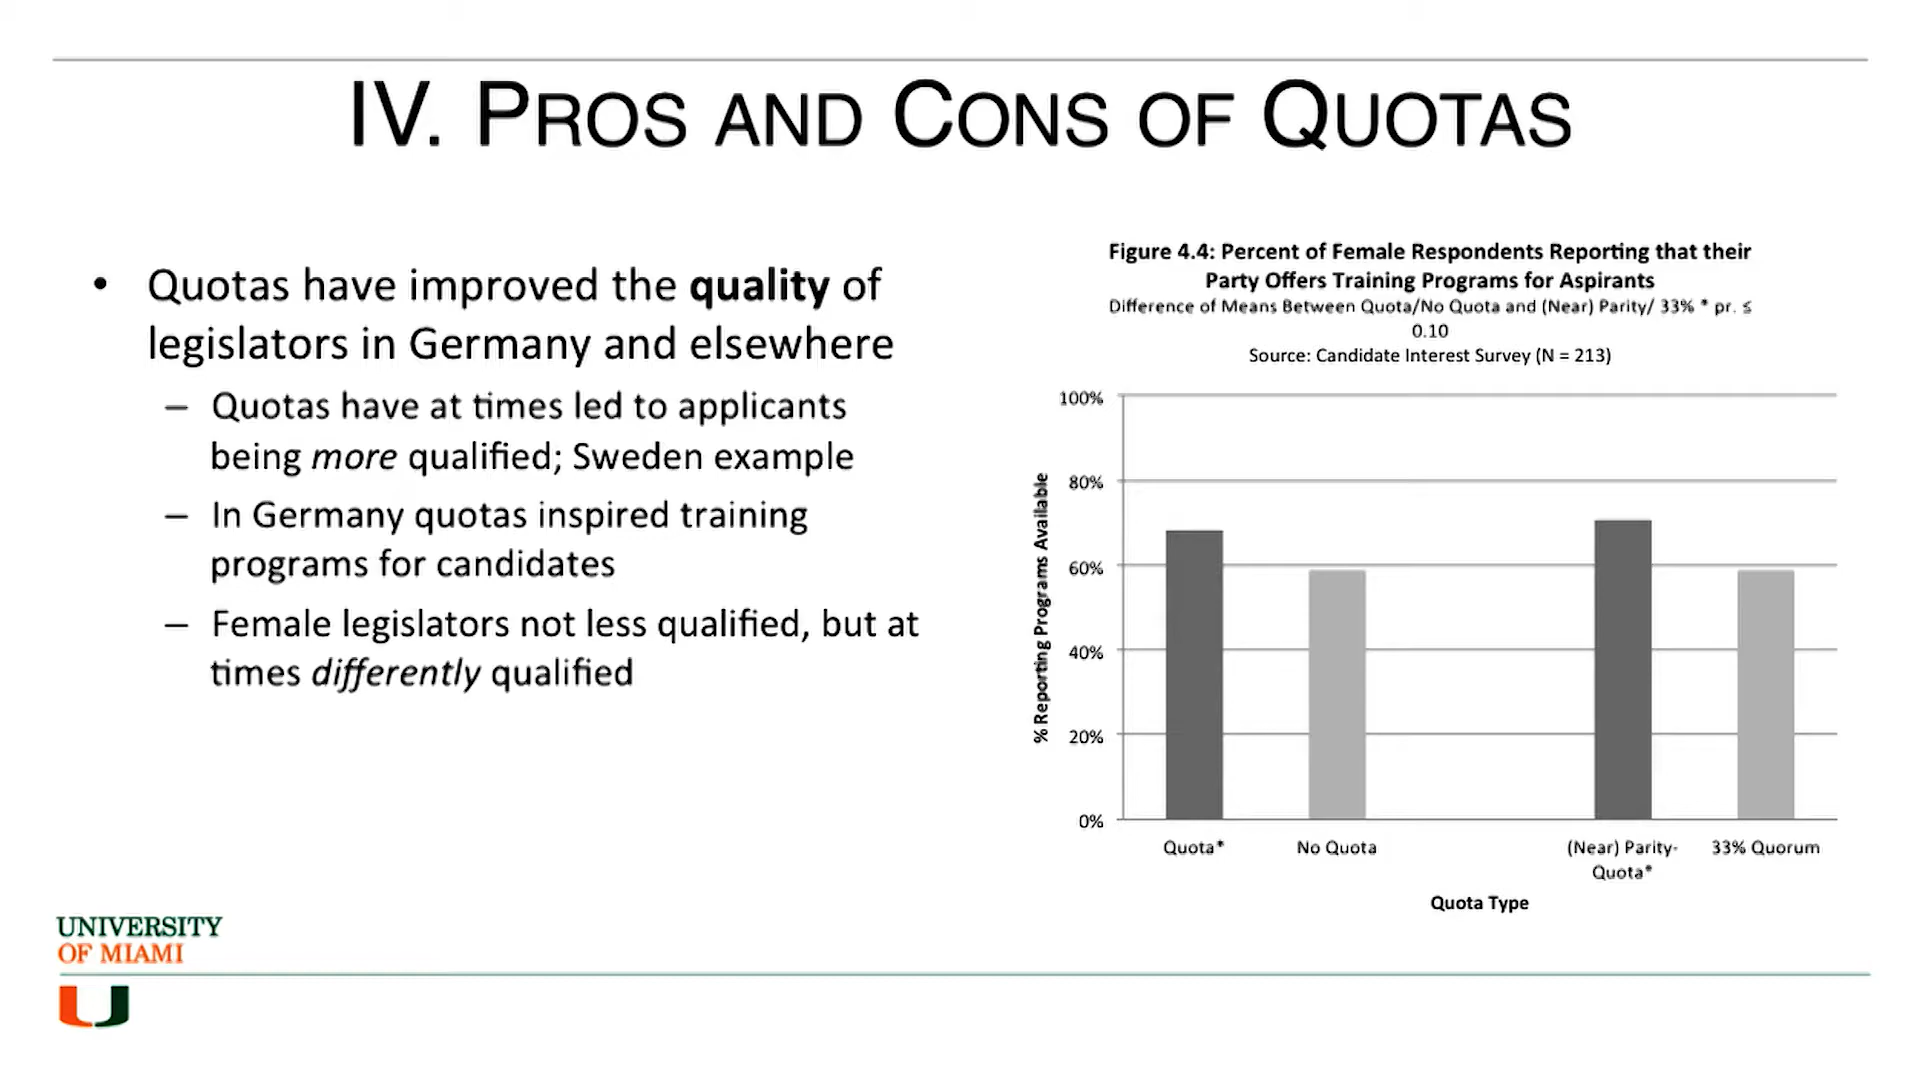 IV. PROS AND CONS OF QUOTAS
• Quotas have improved the quality of
legislators in Germany and elsewhere
– Quotas have at times led to applicants
being more qualified; Sweden example
– In Germany quotas inspired training
programs for candidates
– Female legislators not less qualified, but at
times differently qualified
Figure 4.4: Percent of Female Respondents Reporting that their
Party Offers Training Programs for Aspirants
Difference of Means Between Quota/No Quota and (Near) Parity/ 33% * pr. ≤
0.10
Source: Candidate Interest Survey (N = 213)
% Reporting Programs Available
100%
80%
60%
40%
20%
0%
Quota* No Quota (Near) Parity- 33% Quorum
Quota*
Quota Type
UNIVERSITY
OF MIAMI